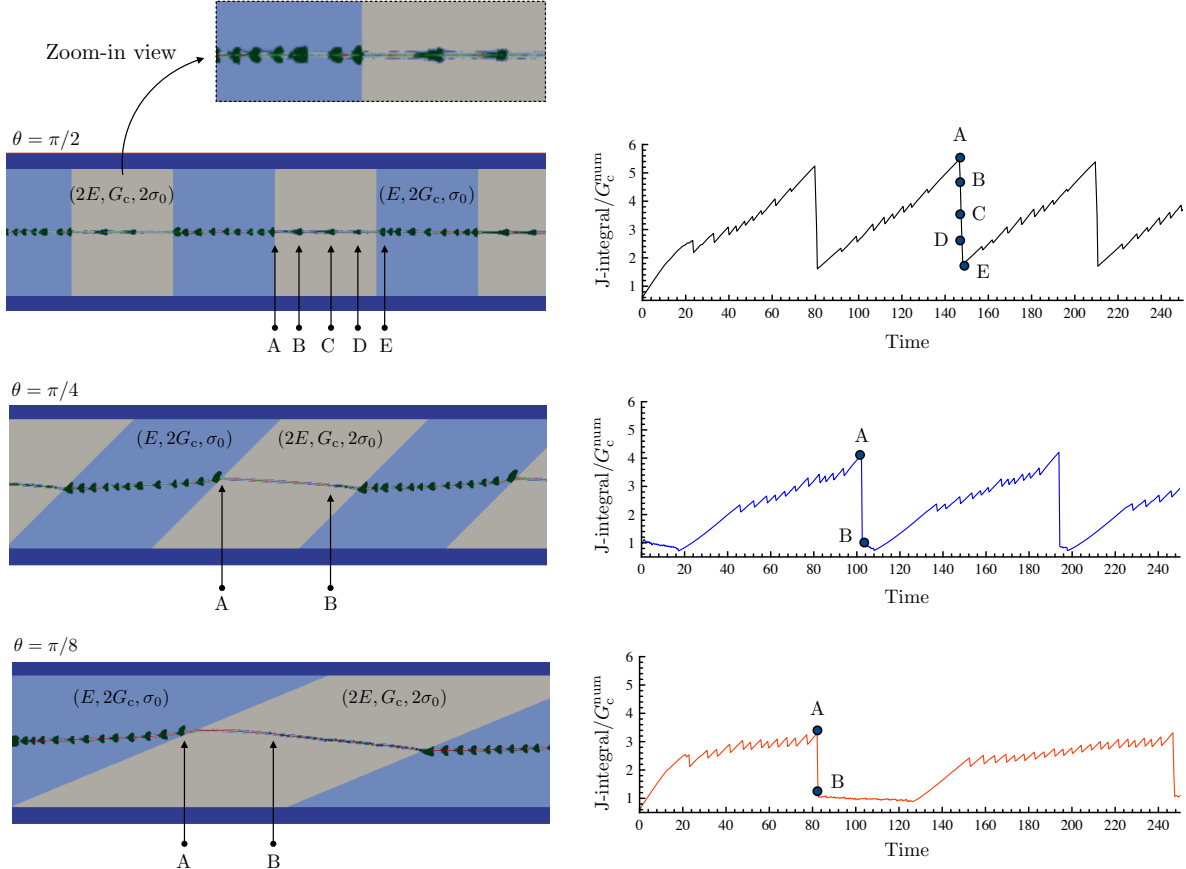 Zoom-in view
θ = π/2
(2E, G_c, 2σ_0)
(E, 2G_c, σ_0)
A B C D E
J-integral/G_c^num
6
5
4
3
2
1
A
B
C
D
E
0 20 40 60 80 100 120 140 160 180 200 220 240
Time
θ = π/4
(E, 2G_c, σ_0)
(2E, G_c, 2σ_0)
A B
J-integral/G_c^num
6
5
4
3
2
1
A
B
0 20 40 60 80 100 120 140 160 180 200 220 240
Time
θ = π/8
(E, 2G_c, σ_0)
(2E, G_c, 2σ_0)
A B
J-integral/G_c^num
6
5
4
3
2
1
A
B
0 20 40 60 80 100 120 140 160 180 200 220 240
Time